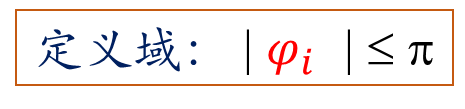 定义域： | φᵢ | ≤ π